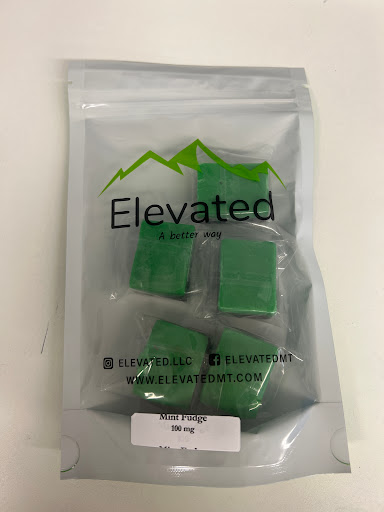 Elevated
A better way
ELEVATED.LLC ELEVATEDMT
WWW.ELEVATEDMT.COM
Mint Fudge
100 mg